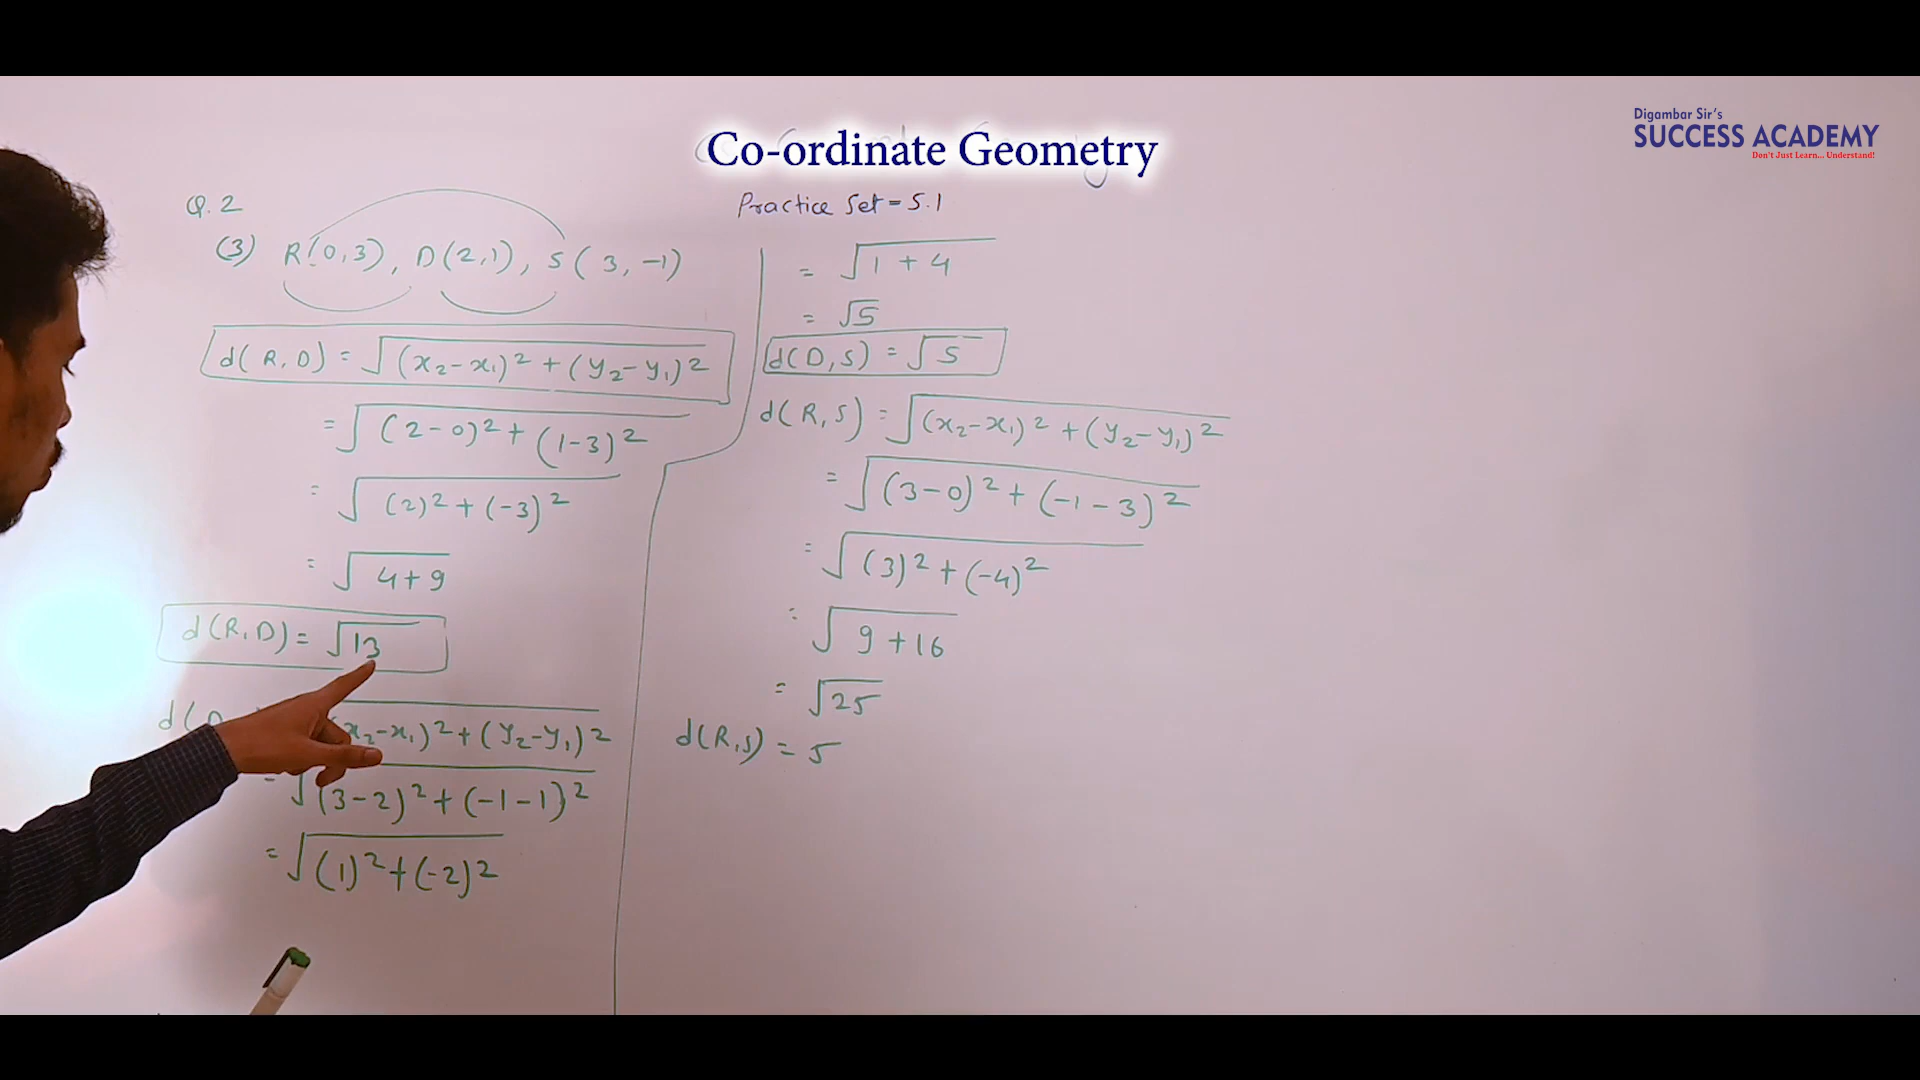 Co-ordinate Geometry
Digambar Sir's
SUCCESS ACADEMY
Don't Just Learn... Understand!
Practice Set = 5.1
Q. 2
(3) R(0,3), D(2,1), S(3,-1)
d(R,D) = √(x₂-x₁)² + (y₂-y₁)²
= √(2-0)² + (1-3)²
= √(2)² + (-3)²
= √4+9
d(R,D) = √13
d(D
x₂-x₁)² + (y₂-y₁)²
= √(3-2)² + (-1-1)²
= √(1)² + (-2)²
= √1 + 4
= √5
d(D,S) = √5
d(R,S) = √(x₂-x₁)² + (y₂-y₁)²
= √(3-0)² + (-1-3)²
= √(3)² + (-4)²
= √9+16
= √25
d(R,S) = 5